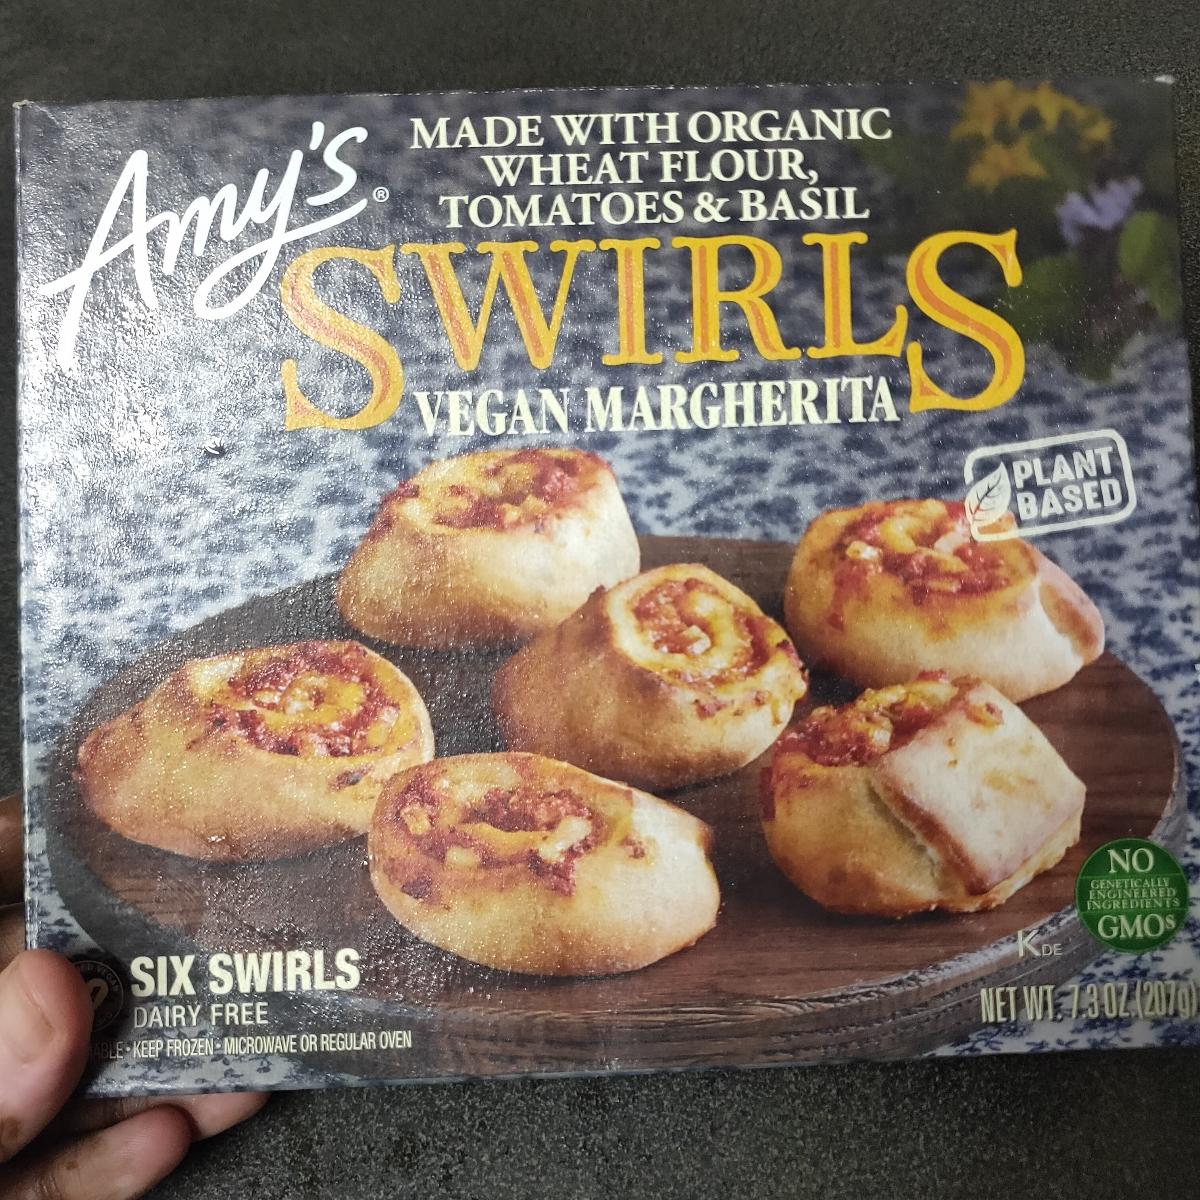 Amy's®
MADE WITH ORGANIC
WHEAT FLOUR,
TOMATOES & BASIL
SWIRLS
VEGAN MARGHERITA
PLANT
BASED
NO
GENETICALLY
ENGINEERED
INGREDIENTS
GMOs
K DE
SIX SWIRLS
DAIRY FREE
KEEP FROZEN • MICROWAVE OR REGULAR OVEN
NET WT. 7.3 OZ. (207g)